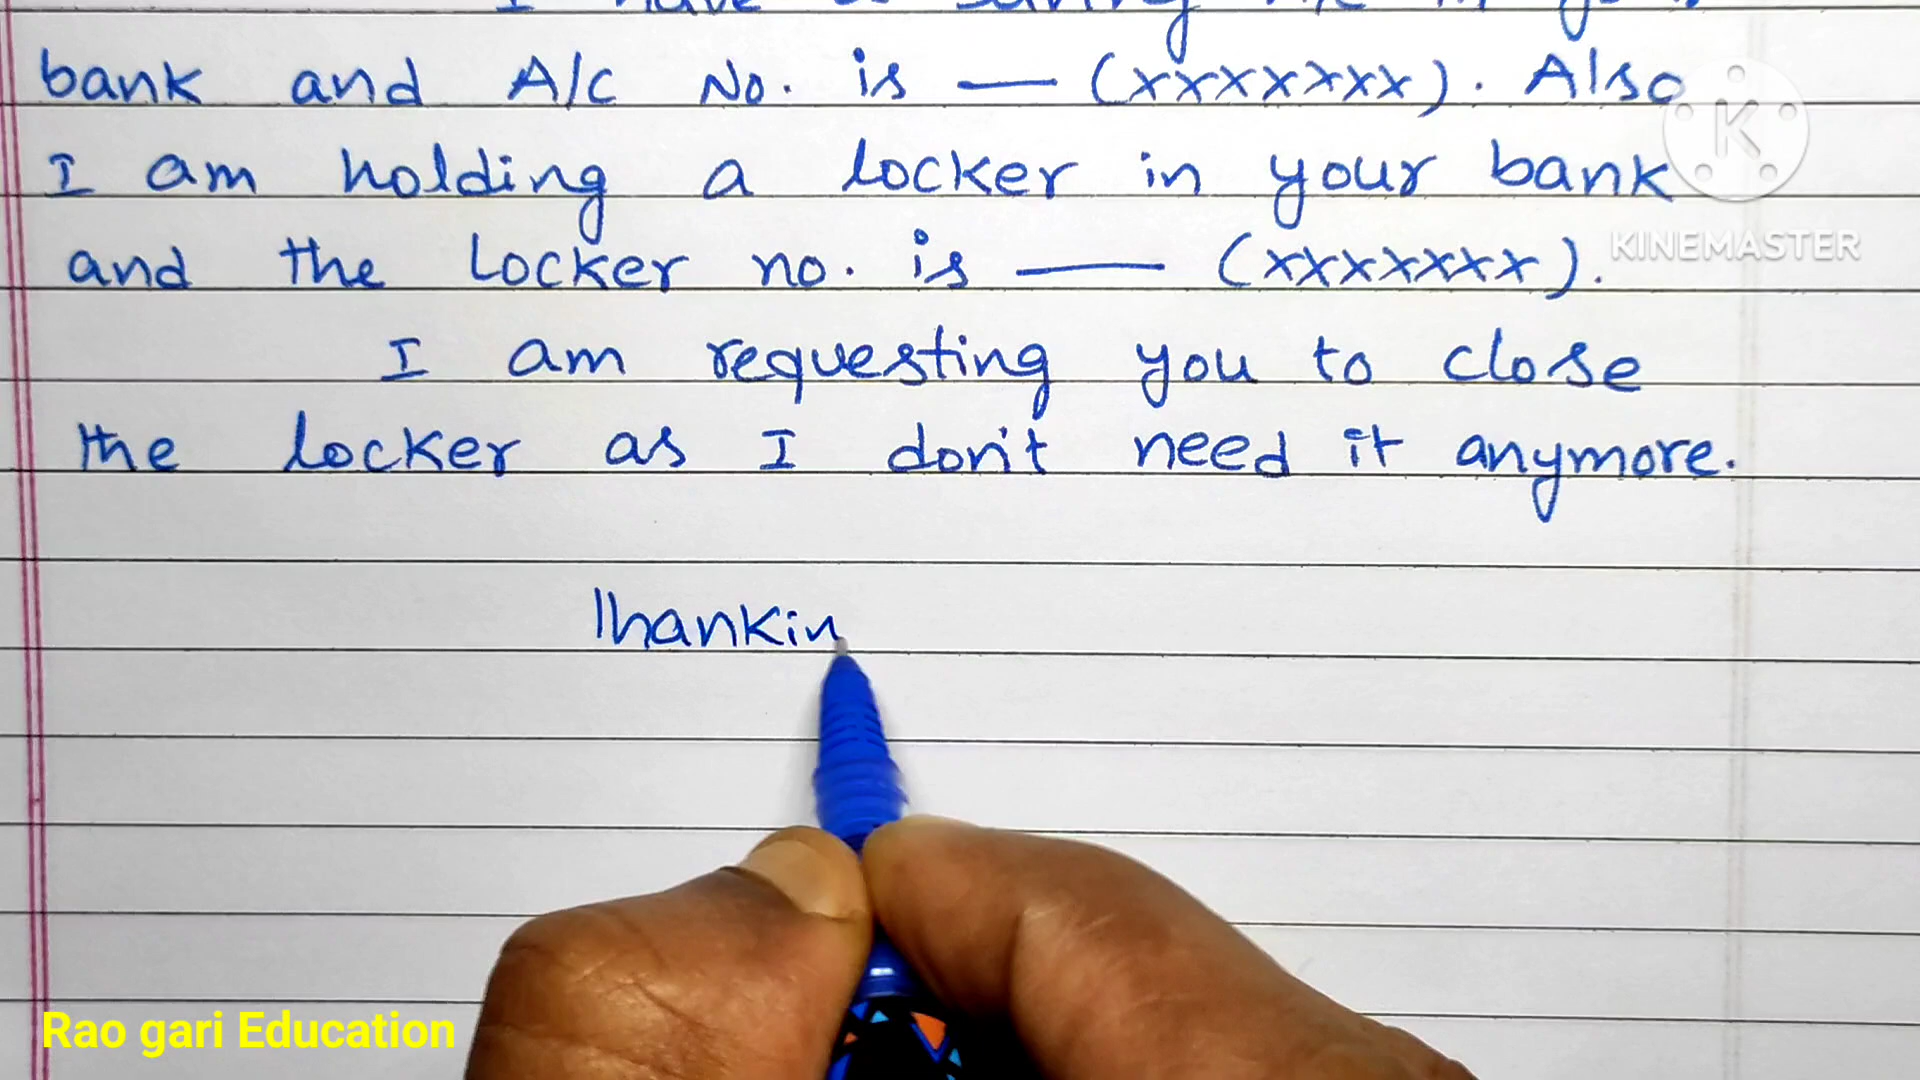 bank and A/C No. is — (xxxxxxxx). Also
I am holding a locker in your bank
and the Locker no. is — (xxxxxxx).
I am requesting you to close
the locker as I don't need it anymore.
Thankin
KINEMASTER
Rao gari Education